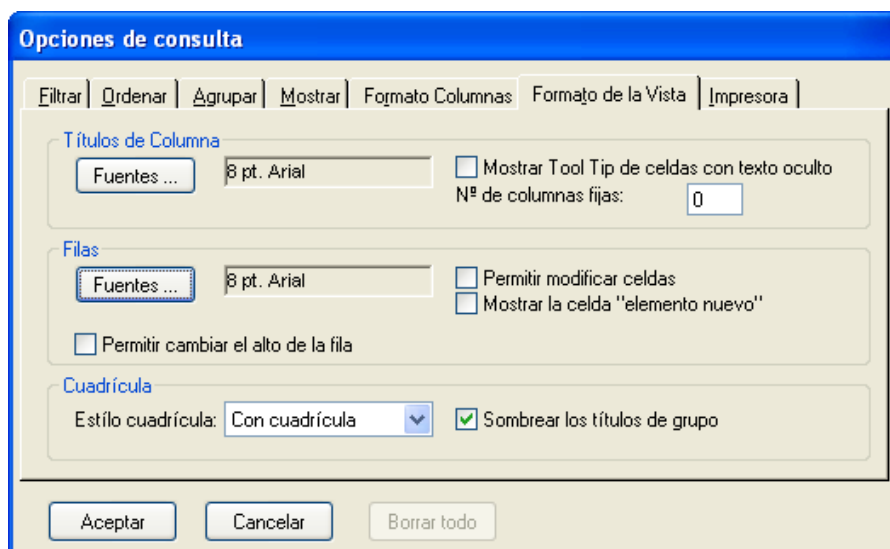 Opciones de consulta
Filtrar Ordenar Agrupar Mostrar Formato Columnas Formato de la Vista Impresora
Títulos de Columna
Fuentes ... 8 pt. Arial Mostrar Tool Tip de celdas con texto oculto
Nº de columnas fijas: 0
Filas
Fuentes ... 8 pt. Arial Permitir modificar celdas
Mostrar la celda "elemento nuevo"
Permitir cambiar el alto de la fila
Cuadrícula
Estílo cuadrícula: Con cuadrícula Sombrear los títulos de grupo
Aceptar Cancelar Borrar todo